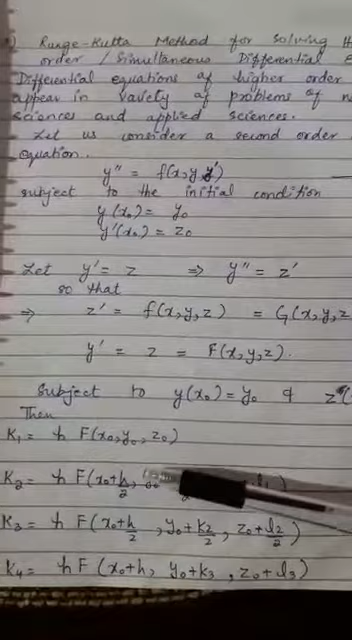 Runge-Kutta Method for solving
order / Simultaneous Differential
Differential equations of higher order
appear in variety of problems of
sciences and applied sciences.
Let us consider a second order
equation.
y'' = f(x,y,y')
subject to the initial condition
y(x₀) = y₀
y'(x₀) = z₀
Let y' = z ⇒ y'' = z'
so that
⇒ z' = f(x,y,z) = G(x,y,z
y' = z = F(x,y,z).
Subject to y(x₀) = y₀ & z
Then
K₁ = h F(x₀,y₀,z₀)
K₂ = h F(x₀+h/2,
K₃ = h F(x₀+h/2, y₀+k₂/2, z₀+l₂/2)
K₄ = h F(x₀+h, y₀+k₃, z₀+l₃)